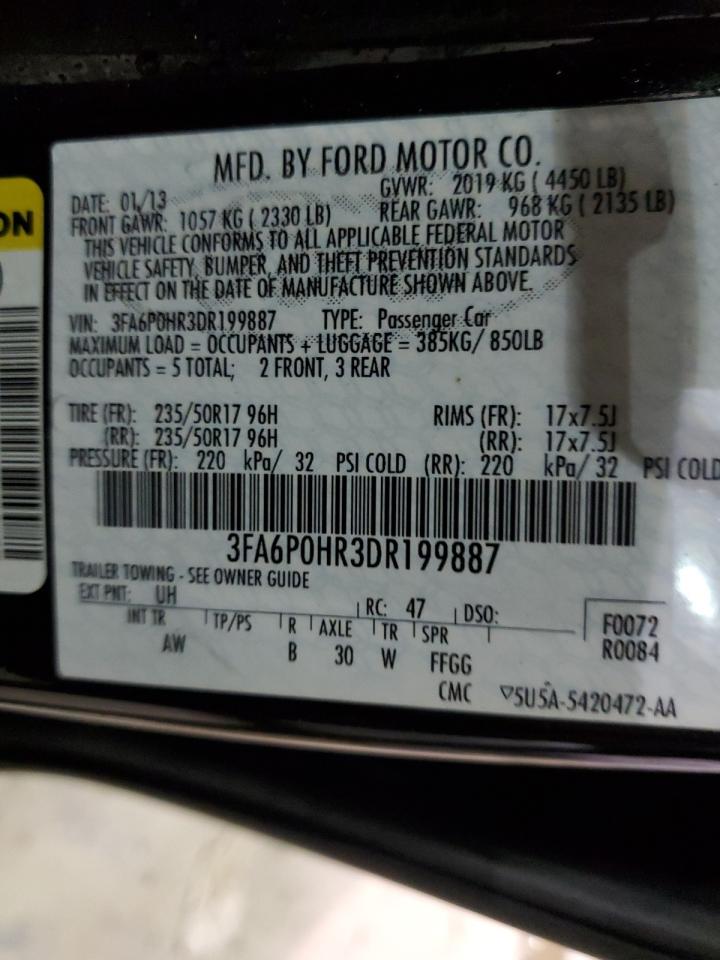 MFD. BY FORD MOTOR CO.
DATE: 01/13 GVWR: 2019 KG ( 4450 LB)
FRONT GAWR: 1057 KG ( 2330 LB) REAR GAWR: 968 KG ( 2135 LB)
THIS VEHICLE CONFORMS TO ALL APPLICABLE FEDERAL MOTOR
VEHICLE SAFETY, BUMPER, AND THEFT PREVENTION STANDARDS
IN EFFECT ON THE DATE OF MANUFACTURE SHOWN ABOVE.
VIN: 3FA6P0HR3DR199887 TYPE: Passenger Car
MAXIMUM LOAD = OCCUPANTS + LUGGAGE = 385KG/ 850LB
OCCUPANTS = 5 TOTAL; 2 FRONT, 3 REAR
TIRE (FR): 235/50R17 96H RIMS (FR): 17x7.5J
(RR): 235/50R17 96H (RR): 17x7.5J
PRESSURE (FR): 220 kPa/ 32 PSI COLD (RR): 220 kPa/ 32 PSI COLD
3FA6P0HR3DR199887
TRAILER TOWING - SEE OWNER GUIDE
EXT PNT: UH RC: 47 DSO:
INT TR TP/PS R AXLE TR SPR F0072
AW B 30 W FFGG R0084
CMC 5U5A-5420472-AA
ON